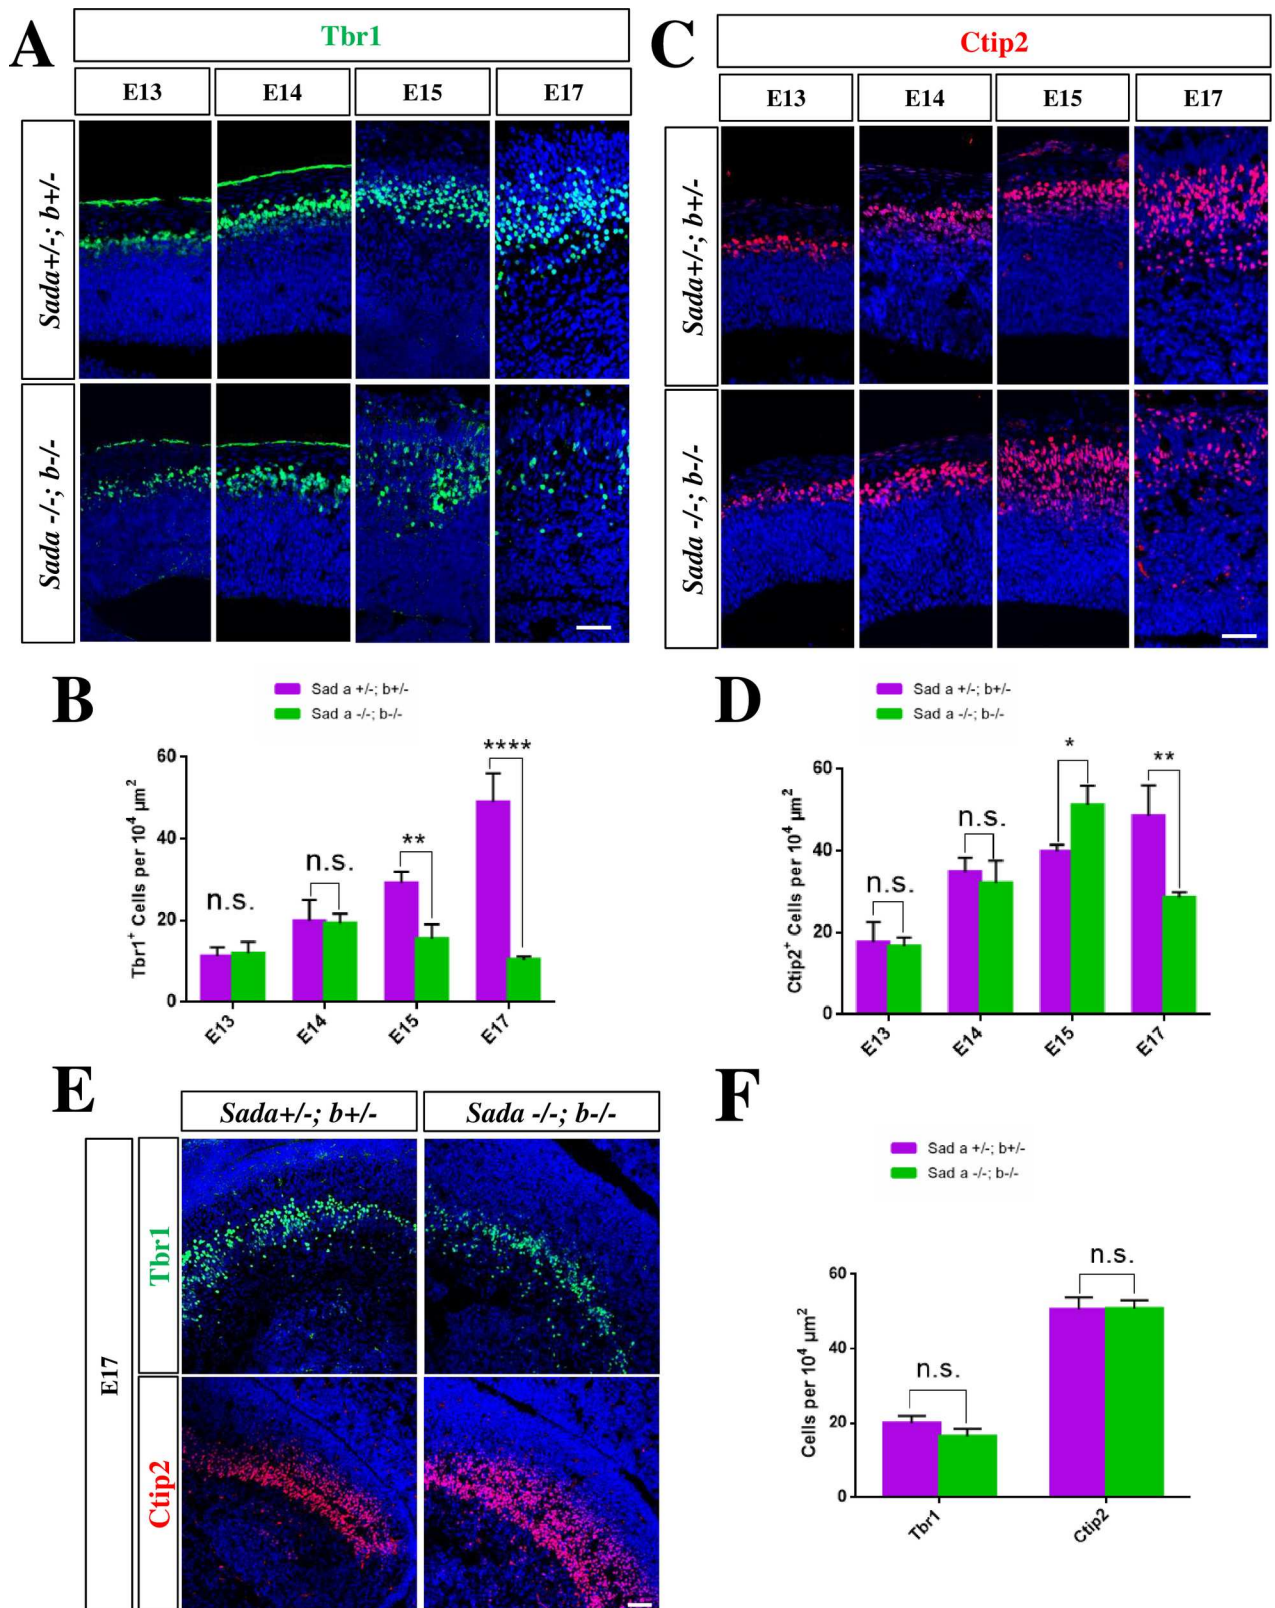 A
Tbr1
E13
E14
E15
E17
Sada+/-; b+/-
Sada -/-; b-/-
C
Ctip2
E13
E14
E15
E17
Sada+/-; b+/-
Sada -/-; b-/-
B
Sad a +/-; b+/-
Sad a -/-; b-/-
Tbr1⁺ Cells per 10⁴ µm²
60
40
20
0
n.s.
n.s.
**
****
E13
E14
E15
E17
D
Sad a +/-; b+/-
Sad a -/-; b-/-
Ctip2⁺ Cells per 10⁴ µm²
60
40
20
0
n.s.
n.s.
*
**
E13
E14
E15
E17
E
Sada+/-; b+/-
Sada -/-; b-/-
E17
Tbr1
Ctip2
F
Sad a +/-; b+/-
Sad a -/-; b-/-
Cells per 10⁴ µm²
60
40
20
0
n.s.
n.s.
Tbr1
Ctip2